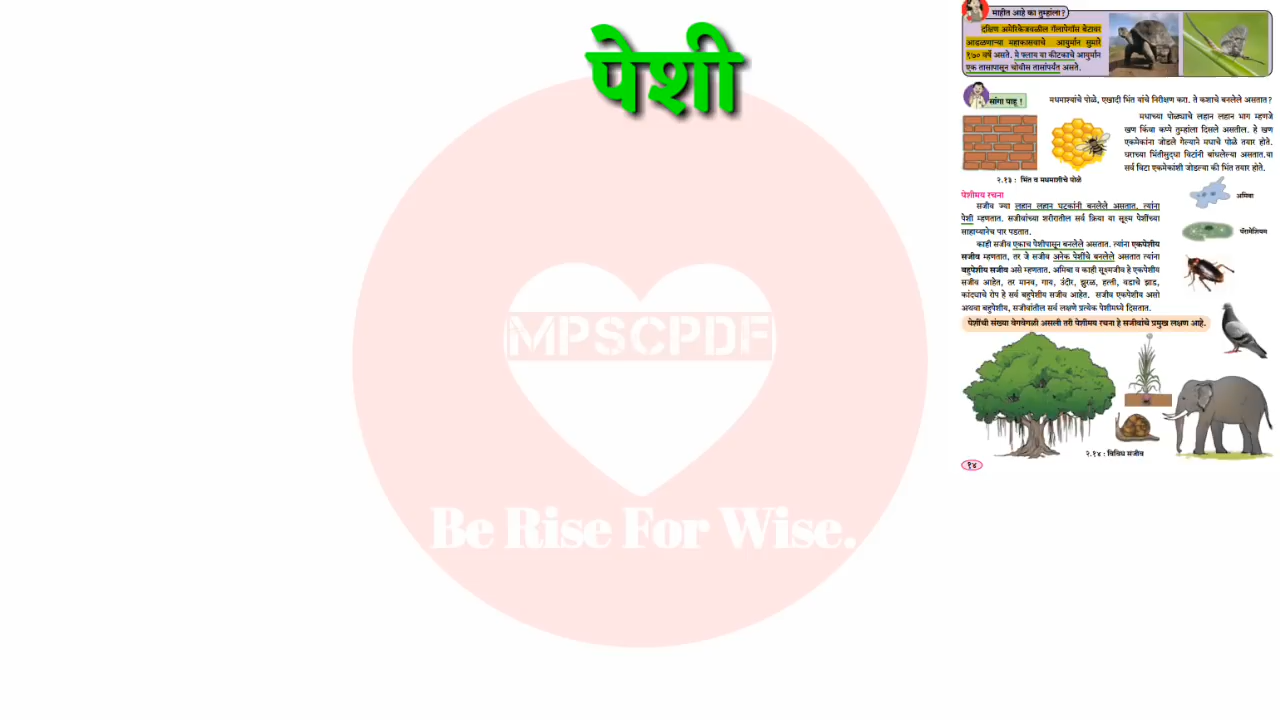 पेशी
MPSCPDF
Be Rise For Wise.
माहीत आहे का तुम्हांला ?
दक्षिण अमेरिकेजवळील गॅलापॅगॉस बेटावर
आढळणाऱ्या महाकासवाचे आयुर्मान सुमारे
१७० वर्षे असते. मे फ्लाय या कीटकाचे आयुर्मान
एक तासापासून चोवीस तासांपर्यंत असते.
सांगा पाहू !
मधमाश्यांचे पोळे, एखादी भिंत यांचे निरीक्षण करा. ते कशाचे बनलेले असतात ?
मधाच्या पोळ्याचे लहान लहान भाग म्हणजे
खण किंवा कप्पे तुम्हांला दिसले असतील. हे खण
एकमेकांना जोडले गेल्याने मधाचे पोळे तयार होते.
घराच्या भिंतीसुद्धा विटांनी बांधलेल्या असतात.या
सर्व विटा एकमेकांशी जोडल्या की भिंत तयार होते.
२.१३ : भिंत व मधमाशीचे पोळे
पेशीमय रचना
सजीव ज्या लहान लहान घटकांनी बनलेले असतात, त्यांना
पेशी म्हणतात. सजीवांच्या शरीरातील सर्व क्रिया या सूक्ष्म पेशींच्या
साहाय्यानेच पार पडतात.
काही सजीव एकाच पेशीपासून बनलेले असतात. त्यांना एकपेशीय
सजीव म्हणतात, तर जे सजीव अनेक पेशींचे बनलेले असतात त्यांना
बहुपेशीय सजीव असे म्हणतात. अमिबा व काही सूक्ष्मजीव हे एकपेशीय
सजीव आहेत, तर मानव, गाय, उंदीर, झुरळ, हत्ती, वडाचे झाड,
कांद्याचे रोप हे सर्व बहुपेशीय सजीव आहेत. सजीव एकपेशीय असो
अथवा बहुपेशीय, सजीवांतील सर्व लक्षणे प्रत्येक पेशीमध्ये दिसतात.
अमिबा
पॅरामेशियम
पेशींची संख्या वेगवेगळी असली तरी पेशीमय रचना हे सजीवांचे प्रमुख लक्षण आहे.
२.१४ : विविध सजीव
१४